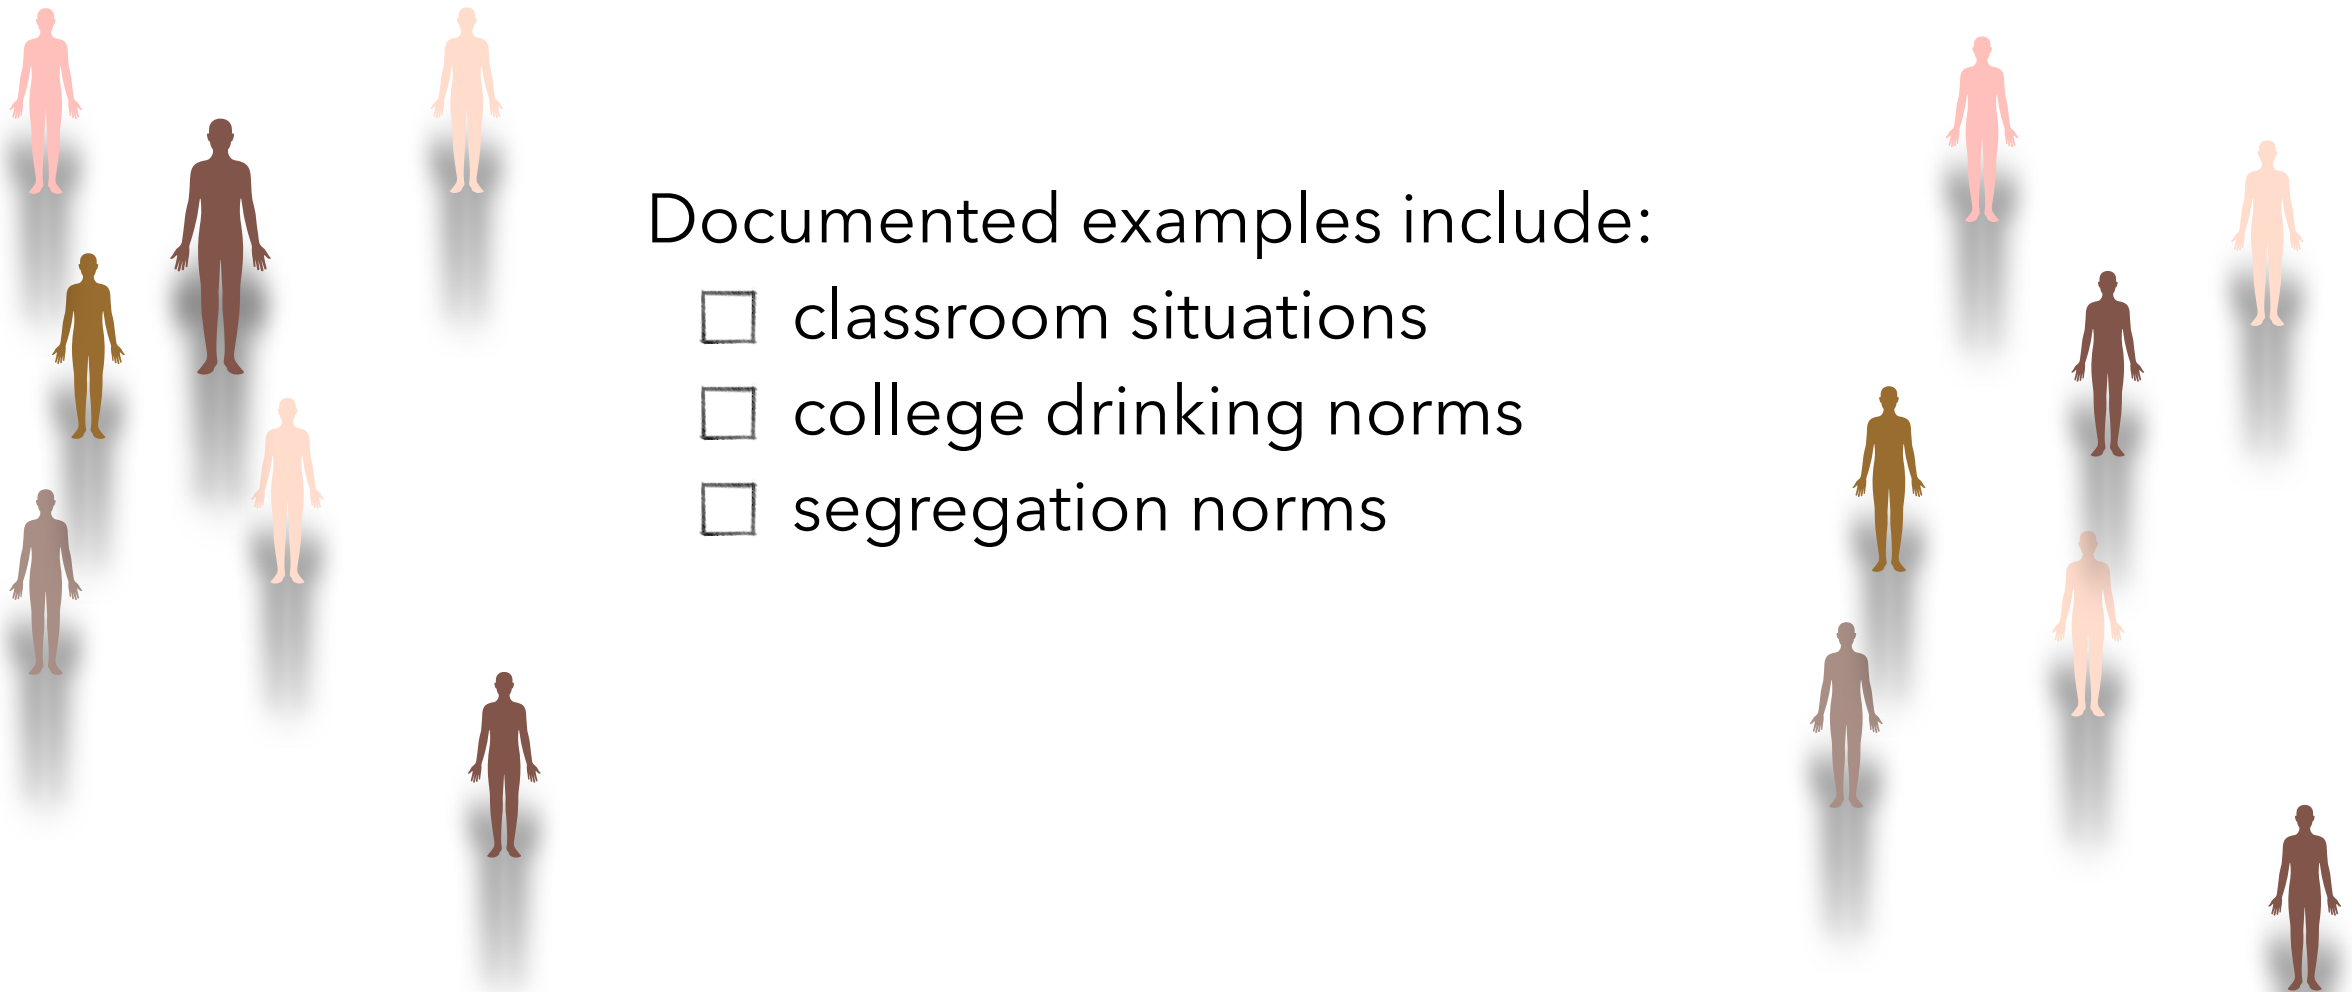 Documented examples include:
classroom situations
college drinking norms
segregation norms